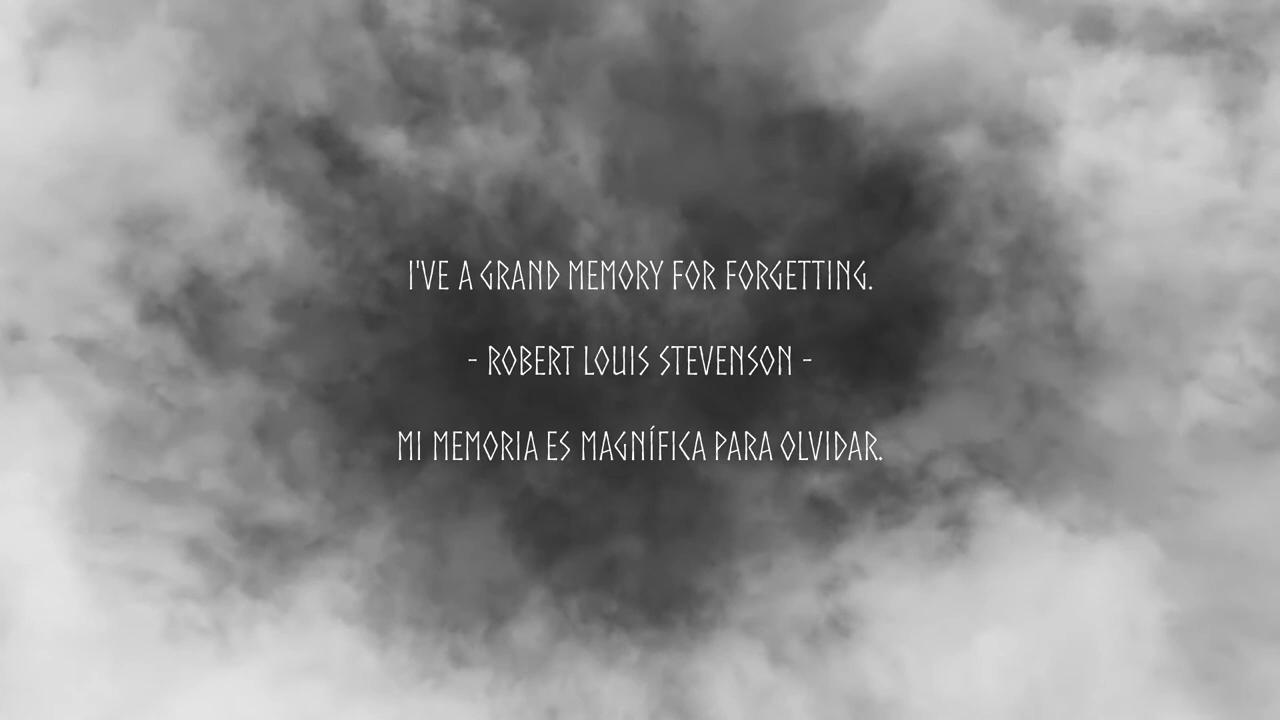 I'VE A GRAND MEMORY FOR FORGETTING.
- ROBERT LOUIS STEVENSON -
MI MEMORIA ES MAGNÍFICA PARA OLVIDAR.